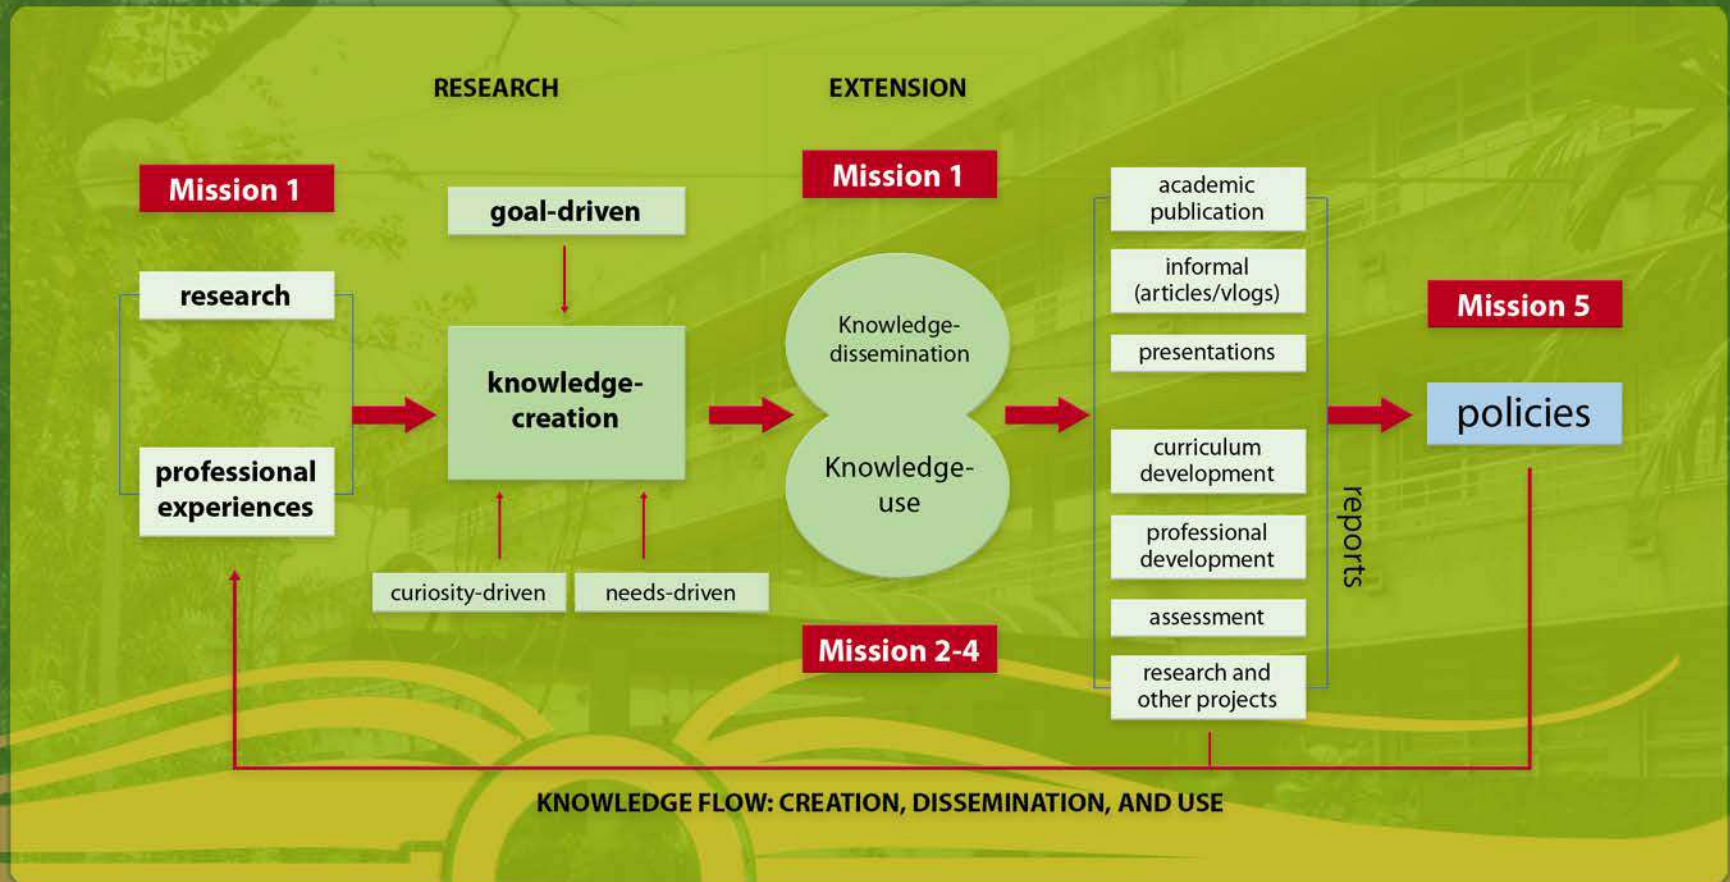 RESEARCH
EXTENSION
Mission 1
research
professional
experiences
goal-driven
knowledge-
creation
curiosity-driven
needs-driven
Mission 1
Knowledge-
dissemination
Knowledge-
use
Mission 2-4
academic
publication
informal
(articles/vlogs)
presentations
curriculum
development
professional
development
assessment
research and
other projects
reports
Mission 5
policies
KNOWLEDGE FLOW: CREATION, DISSEMINATION, AND USE